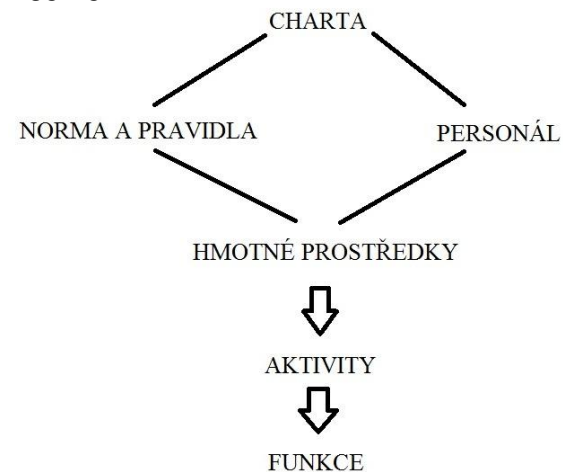 CHARTA
NORMA A PRAVIDLA
PERSONÁL
HMOTNÉ PROSTŘEDKY
AKTIVITY
FUNKCE